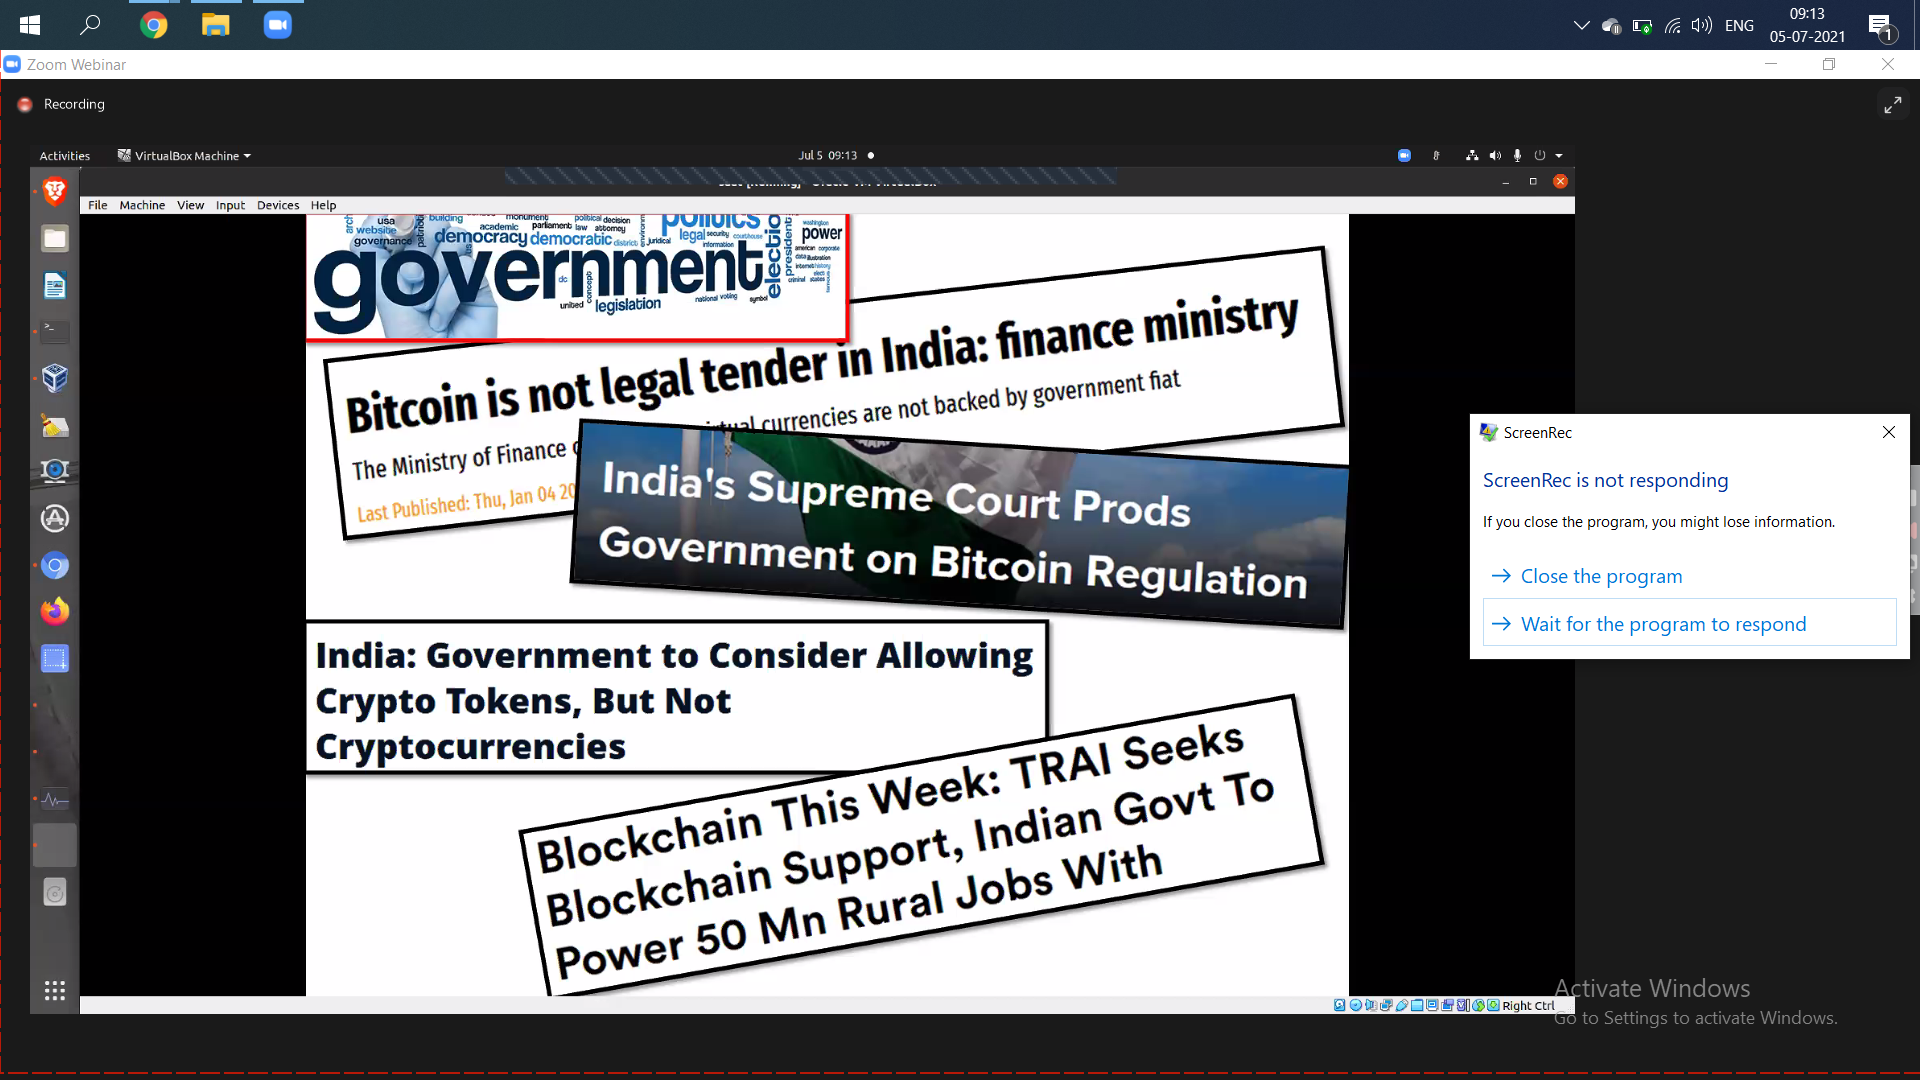 ENG
09:13
05-07-2021
1
Zoom Webinar
Recording
Activities
VirtualBox Machine
Jul 5 09:13
File Machine View Input Devices Help
usa
website
governance
building
academic
parliament law
political decision
attorney
politics
legal security
courthouse
information
juridical
district
democracy democratic
washington
power
american corporate
data illustration
internet history
president
election
government
dc
concept
united
legislation
national voting
symbol
criminal states
Bitcoin is not legal tender in India: finance ministry
The Ministry of Finance
currencies are not backed by government fiat
Last Published: Thu, Jan 04 20
India's Supreme Court Prods
Government on Bitcoin Regulation
India: Government to Consider Allowing
Crypto Tokens, But Not
Cryptocurrencies
Blockchain This Week: TRAI Seeks
Blockchain Support, Indian Govt To
Power 50 Mn Rural Jobs With
ScreenRec
ScreenRec is not responding
If you close the program, you might lose information.
Close the program
Wait for the program to respond
Right Ctrl
Activate Windows
Go to Settings to activate Windows.